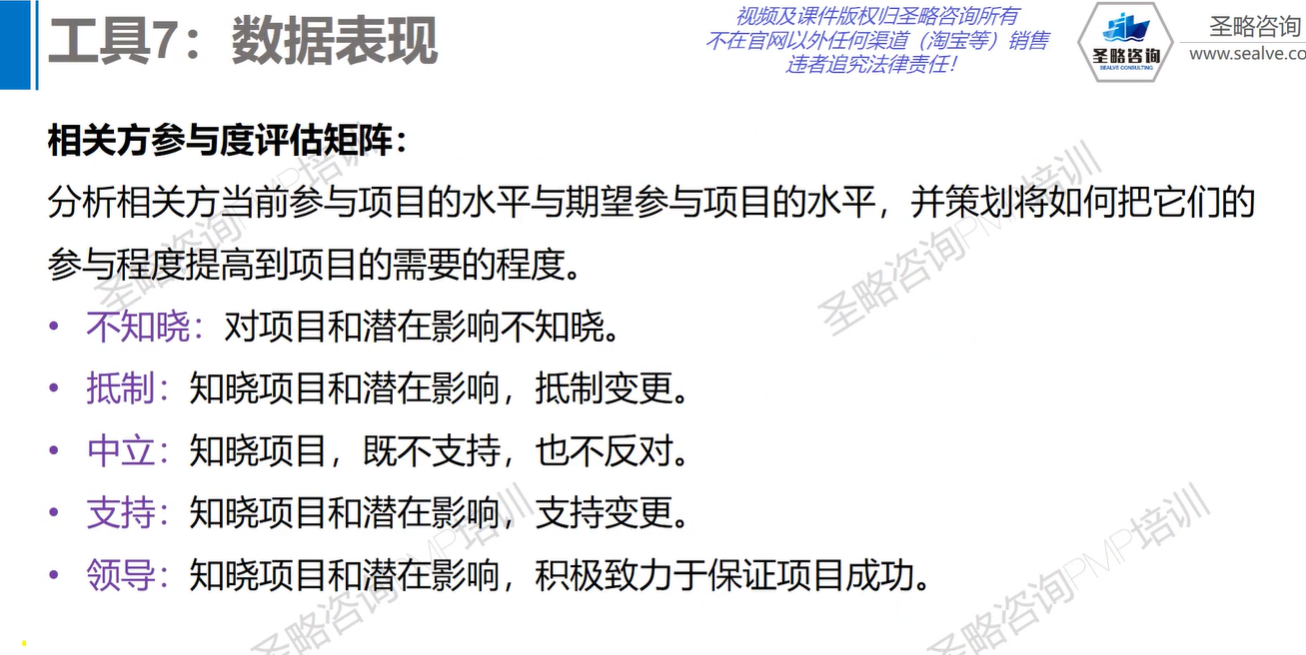 工具7：数据表现
视频及课件版权归圣略咨询所有
不在官网以外任何渠道（淘宝等）销售
违者追究法律责任！
圣略咨询
SEALVE CONSULTING
圣略咨询
www.sealve.co
相关方参与度评估矩阵：
分析相关方当前参与项目的水平与期望参与项目的水平，并策划将如何把它们的
参与程度提高到项目的需要的程度。
• 不知晓：对项目和潜在影响不知晓。
• 抵制：知晓项目和潜在影响，抵制变更。
• 中立：知晓项目，既不支持，也不反对。
• 支持：知晓项目和潜在影响，支持变更。
• 领导：知晓项目和潜在影响，积极致力于保证项目成功。
圣略咨询PMP培训
圣略咨询PMP培训
圣略咨询PMP培训
圣略咨询PMP培训